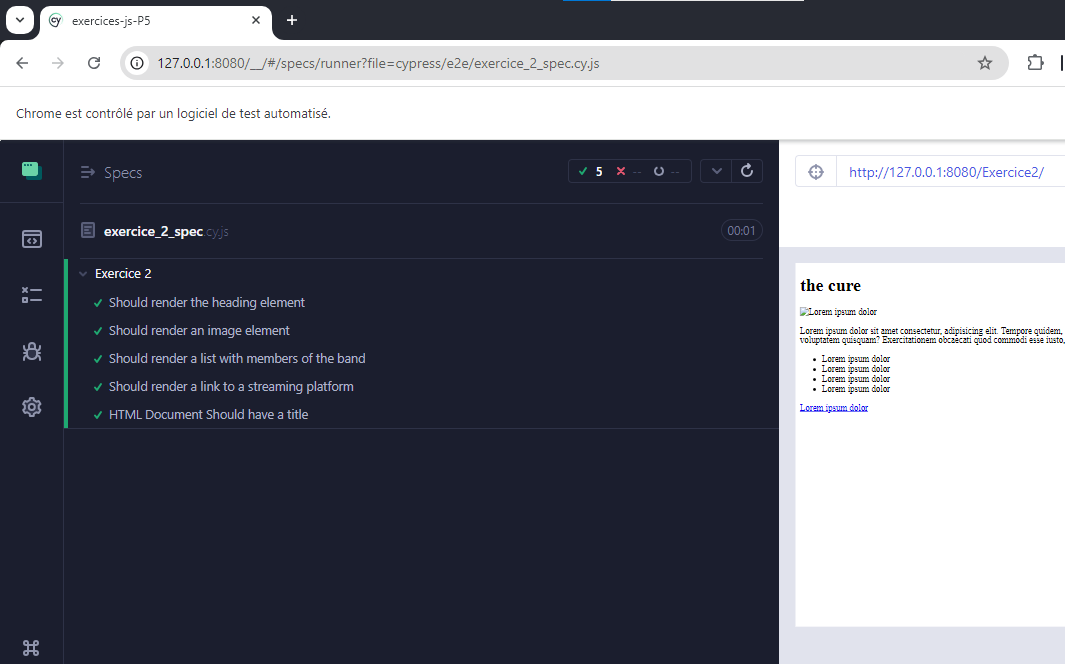 exercices-js-P5
127.0.0.1:8080/__/#/specs/runner?file=cypress/e2e/exercice_2_spec.cy.js
Chrome est contrôlé par un logiciel de test automatisé.
Specs
5 -- --
http://127.0.0.1:8080/Exercice2/
exercice_2_spec.cy.js
00:01
Exercice 2
Should render the heading element
Should render an image element
Should render a list with members of the band
Should render a link to a streaming platform
HTML Document Should have a title
the cure
Lorem ipsum dolor
Lorem ipsum dolor sit amet consectetur, adipisicing elit. Tempore quidem,
voluptatem quisquam? Exercitationem obcaecati quod commodi esse iusto,
Lorem ipsum dolor
Lorem ipsum dolor
Lorem ipsum dolor
Lorem ipsum dolor
Lorem ipsum dolor